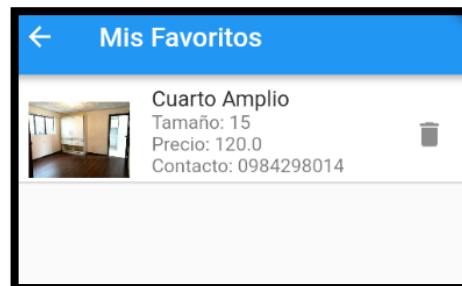 Mis Favoritos
Cuarto Amplio
Tamaño: 15
Precio: 120.0
Contacto: 0984298014